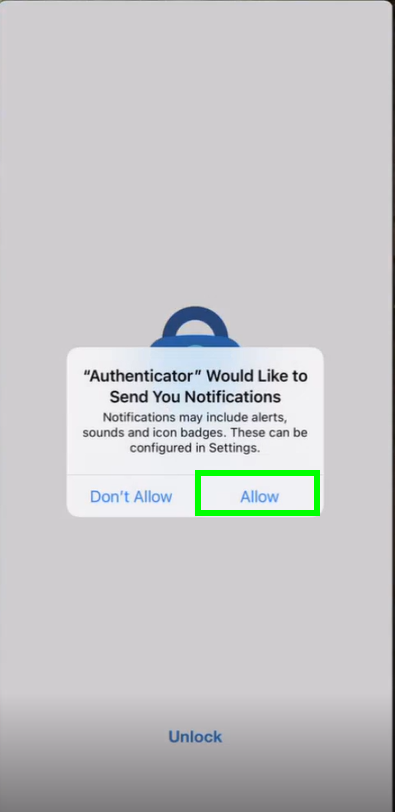 “Authenticator” Would Like to
Send You Notifications
Notifications may include alerts,
sounds and icon badges. These can be
configured in Settings.
Don't Allow
Allow
Unlock